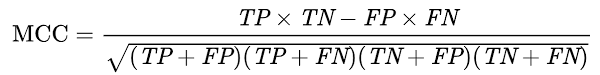 MCC = TP × TN − FP × FN / √(TP + FP)(TP + FN)(TN + FP)(TN + FN)